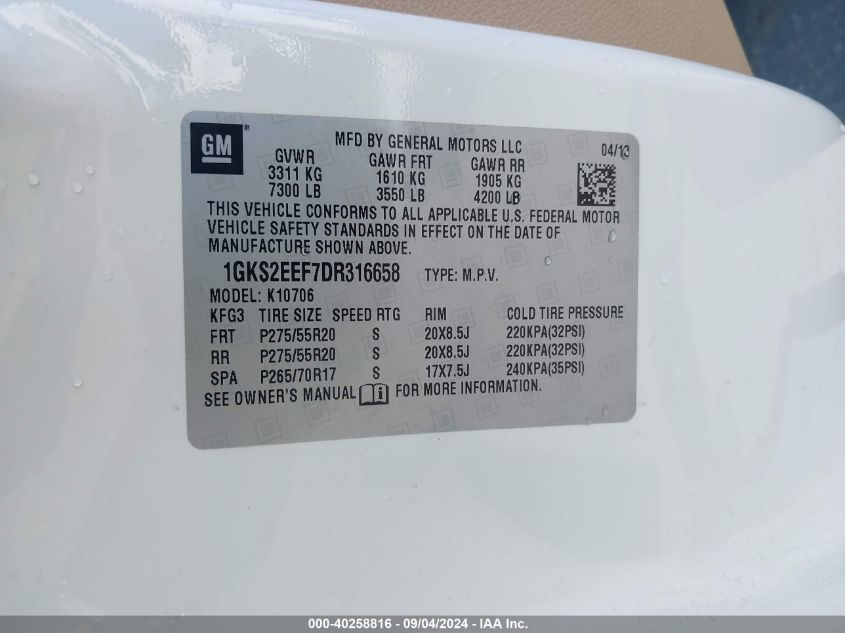 GM®
MFD BY GENERAL MOTORS LLC 04/13
GVWR GAWR FRT GAWR RR
3311 KG 1610 KG 1905 KG
7300 LB 3550 LB 4200 LB
THIS VEHICLE CONFORMS TO ALL APPLICABLE U.S. FEDERAL MOTOR
VEHICLE SAFETY STANDARDS IN EFFECT ON THE DATE OF
MANUFACTURE SHOWN ABOVE.
1GKS2EEF7DR316658 TYPE: M.P.V.
MODEL: K10706
KFG3 TIRE SIZE SPEED RTG RIM COLD TIRE PRESSURE
FRT P275/55R20 S 20X8.5J 220KPA(32PSI)
RR P275/55R20 S 20X8.5J 220KPA(32PSI)
SPA P265/70R17 S 17X7.5J 240KPA(35PSI)
SEE OWNER'S MANUAL i FOR MORE INFORMATION.
000-40258816 - 09/04/2024 - IAA Inc.